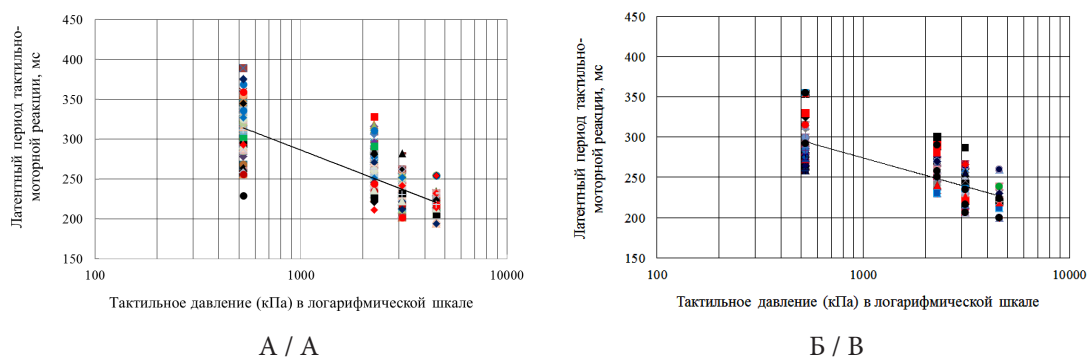 Латентный период тактильно-
моторной реакции, мс
450
400
350
300
250
200
150
100
1000
10000
Тактильное давление (кПа) в логарифмической шкале
А / A
Латентный период тактильно-
моторной реакции, мс
450
400
350
300
250
200
150
100
1000
10000
Тактильное давление (кПа) в логарифмической шкале
Б / B